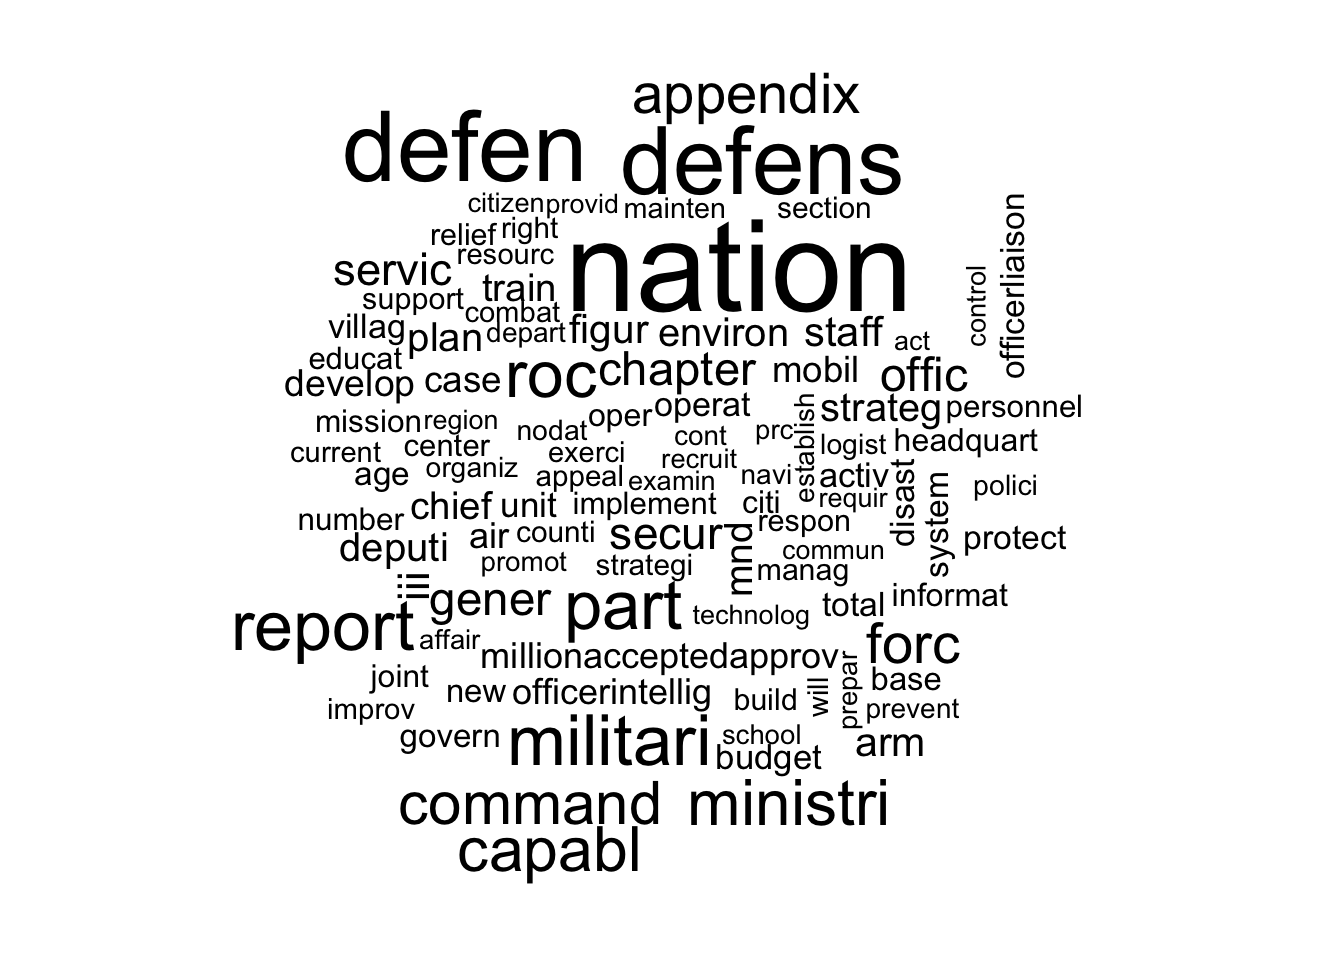 appendix
defen defens
citizen provid mainten section
relief right
nation
officerliaison
servic resourc
control
support train
combat
villag plan depart figur environ staff act
educat
develop case roc chapter mobil offic
mission region nodat oper operat establish strateg personnel
current center exerci cont prc logist headquart
age organiz appeal recruit
examin navi activ
number chief unit implement citi requir disast system polici
deputi air counti secur mnd respon protect
promot strategi commun
manag
iii gener part technolog total informat
report affair forc
millionacceptedapprov
joint new officerintellig build will prepar base
improv prevent
govern militari school arm
budget
command ministri
capabl